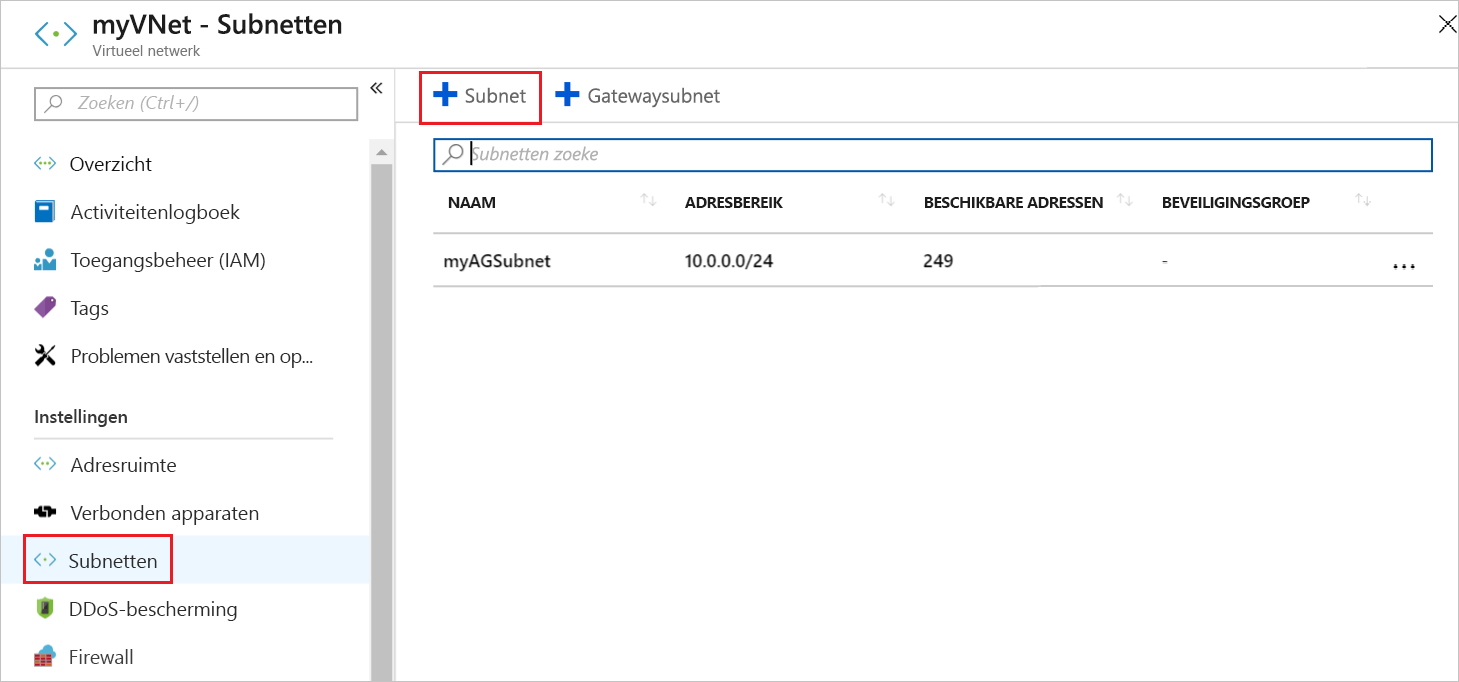 myVNet - Subnetten
Virtueel netwerk
Zoeken (Ctrl+/)
«
Overzicht
Activiteitenlogboek
Toegangsbeheer (IAM)
Tags
Problemen vaststellen en op...
Instellingen
Adresruimte
Verbonden apparaten
Subnetten
DDoS-bescherming
Firewall
Subnet Gatewaysubnet
Subnetten zoeke
NAAM ADRESBEREIK BESCHIKBARE ADRESSEN BEVEILIGINGSGROEP
myAGSubnet 10.0.0.0/24 249 - ...